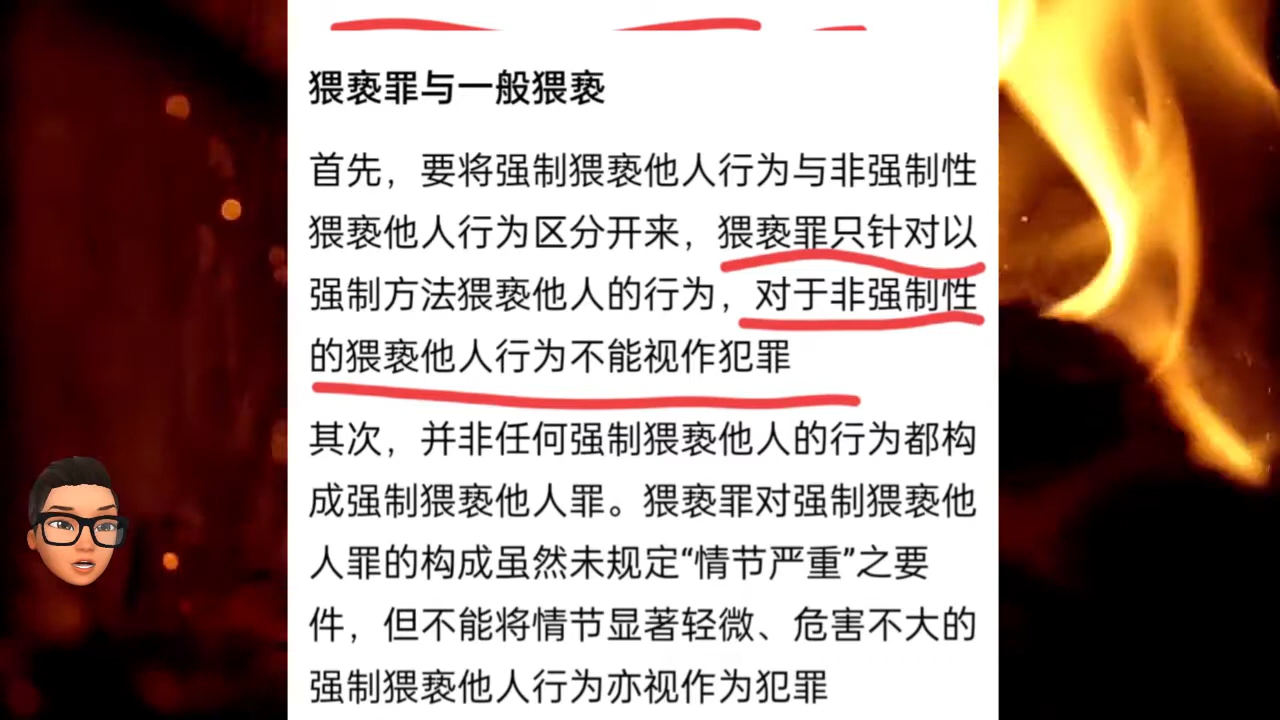 猥亵罪与一般猥亵
首先，要将强制猥亵他人行为与非强制性
猥亵他人行为区分开来，猥亵罪只针对以
强制方法猥亵他人的行为，对于非强制性
的猥亵他人行为不能视作犯罪
其次，并非任何强制猥亵他人的行为都构
成强制猥亵他人罪。猥亵罪对强制猥亵他
人罪的构成虽然未规定“情节严重”之要
件，但不能将情节显著轻微、危害不大的
强制猥亵他人行为亦视作为犯罪